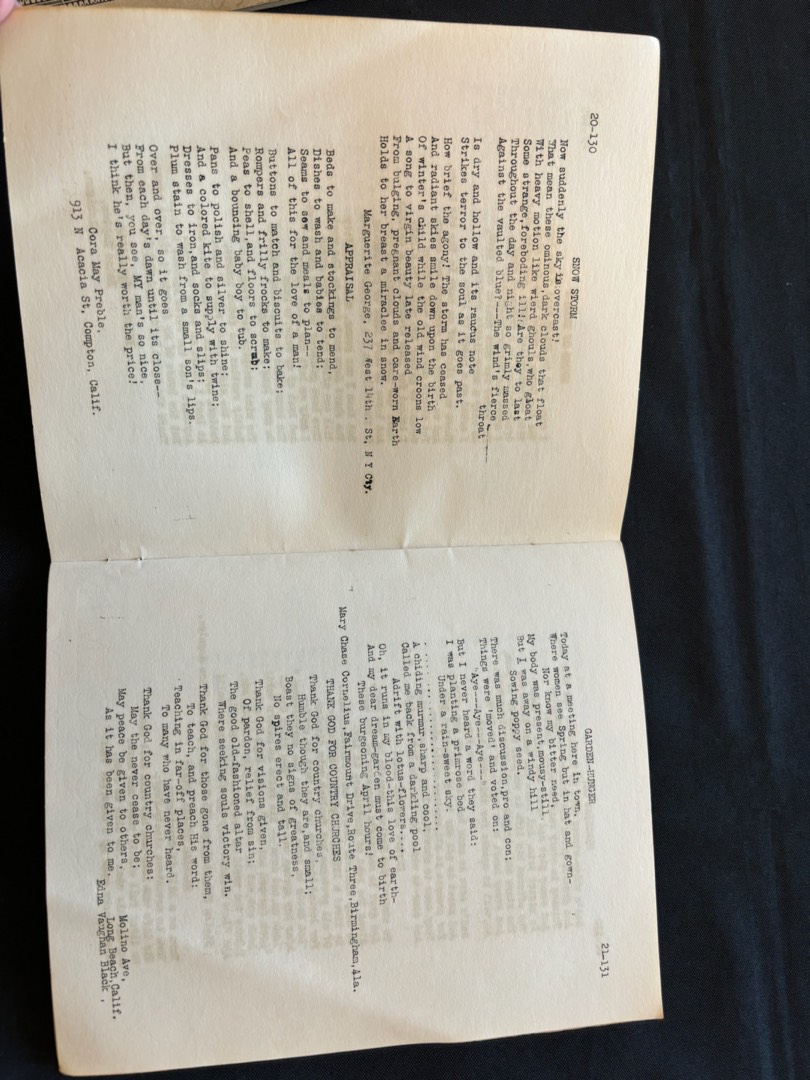 20-130
SNOW STORM
Now suddenly the sky is overcast!
What mean these ominous, dark clouds that float
With heavy motion like wierd ghouls, who gloat
Some strange, foreboding ill! Are they to last
Throughout the day and night so grimly massed
Against the vaulted blue?---The wind's fierce
throat
Is dry and hollow and its raucus note
Strikes terror to the soul as it goes past.
How brief the agony! The storm has ceased
And radiant skies smile down upon the birth
Of winter's child while the old wind croons low
A song to virgin beauty late released
From bulging, pregnant clouds and care-worn Earth
Holds to her breast a miracle in snow.
Marguerite George, 237 West 14th . St, N Y City.
APPRAISAL
Beds to make and stockings to mend,
Dishes to wash and babies to tend;
Seams to sew and meals to plan--
All of this for the love of a man!
Buttons to match and biscuits to bake;
Rompers and frilly frocks to make;
Peas to shell, and floors to scrub;
And a bouncing baby boy to tub.
Pans to polish and silver to shine;
And a colored kite to supply with twine;
Dresses to iron, and socks and slips;
Plum stain to wash from a small son's lips.
Over and over, so it goes
From each day's dawn until its close--
But then, you soe, MY man's so nice,
I think he's really worth the price!
Cora May Preble.
913 N Acacia St, Compton, Calif.
21-131
GARDEN-HUNGER
Today at a meeting here in town,
Where women see Spring but in hat and gown-
Nor know my bitter need,
My body was present, mousy-still,
But I was away on a windy hill
Sowing poppy seed.
There was much discussion, pro and con;
Things were 'moved' and voted on:
"Aye---Aye---Aye----"
But I never heard a word they said:
I was planting a primrose bed
Under a rain-sweet sky.
. . . . . . . . . . . . . . . . . . . .
A chiding murmur, sharp and cool,
Called me back from a darkling pool
Adrift with lotus-flowers....
Oh, it runs in my blood-this love of earth-
And my dear dream-garden must come to birth
These burgeoning April hours!
Mary Chase Cornelius, Fairmount Drive, Route Three, Birmingham, Ala.
THANK GOD FOR COUNTRY CHURCHES
Thank God for country churches,
Humble though they are, and small;
Boast they no signs of greatness,
No spires erect and tall.
Thank God for visions given,
Of pardon, relief from sin;
The good old-fashioned altar
Where seeking souls victory win.
Thank God for those gone from them,
To teach, and preach His word:
Teaching in far-off places,
To many who have never heard.
Thank God for country churches:
May the never cease to be;
May peace be given to others,
As it has been given to me.
Molino Ave,
Long Beach, Calif.
Edna Vaughan Black ,